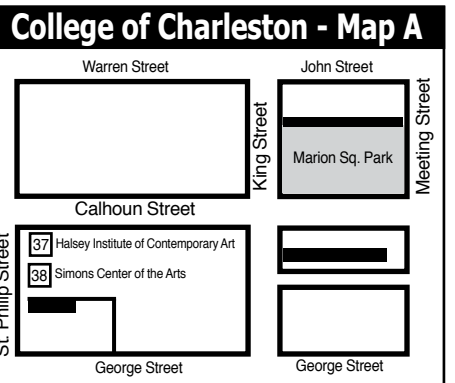 College of Charleston - Map A
Warren Street
John Street
King Street
Meeting Street
Marion Sq. Park
Calhoun Street
St. Philip Street
37 Halsey Institute of Contemporary Art
38 Simons Center of the Arts
George Street
George Street